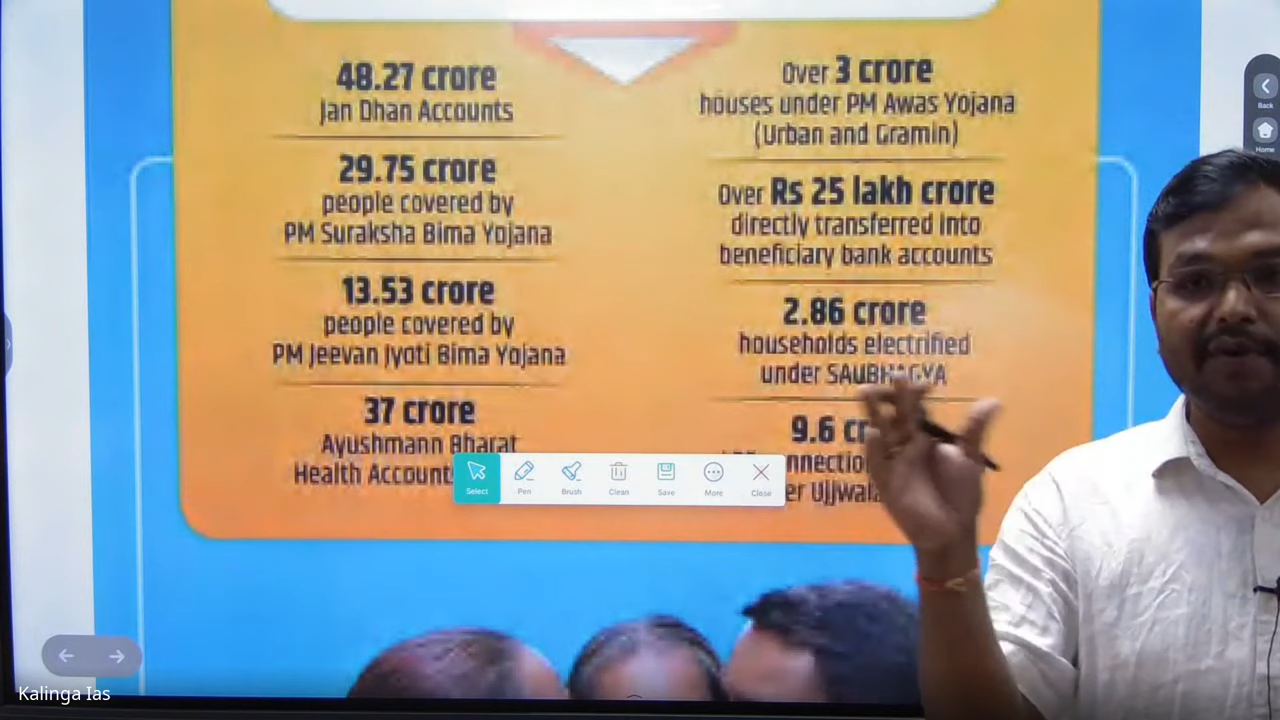 48.27 crore
Jan Dhan Accounts
29.75 crore
people covered by
PM Suraksha Bima Yojana
13.53 crore
people covered by
PM Jeevan Jyoti Bima Yojana
37 crore
Ayushmann Bharat
Health
Over 3 crore
houses under PM Awas Yojana
(Urban and Gramin)
Over Rs 25 lakh crore
directly transferred into
beneficiary bank accounts
2.86 crore
households electrified
under SAUBHAGYA
9.6
Select
Pen
Brush
Clean
Save
More
Close
Back
Home
Kalinga Ias